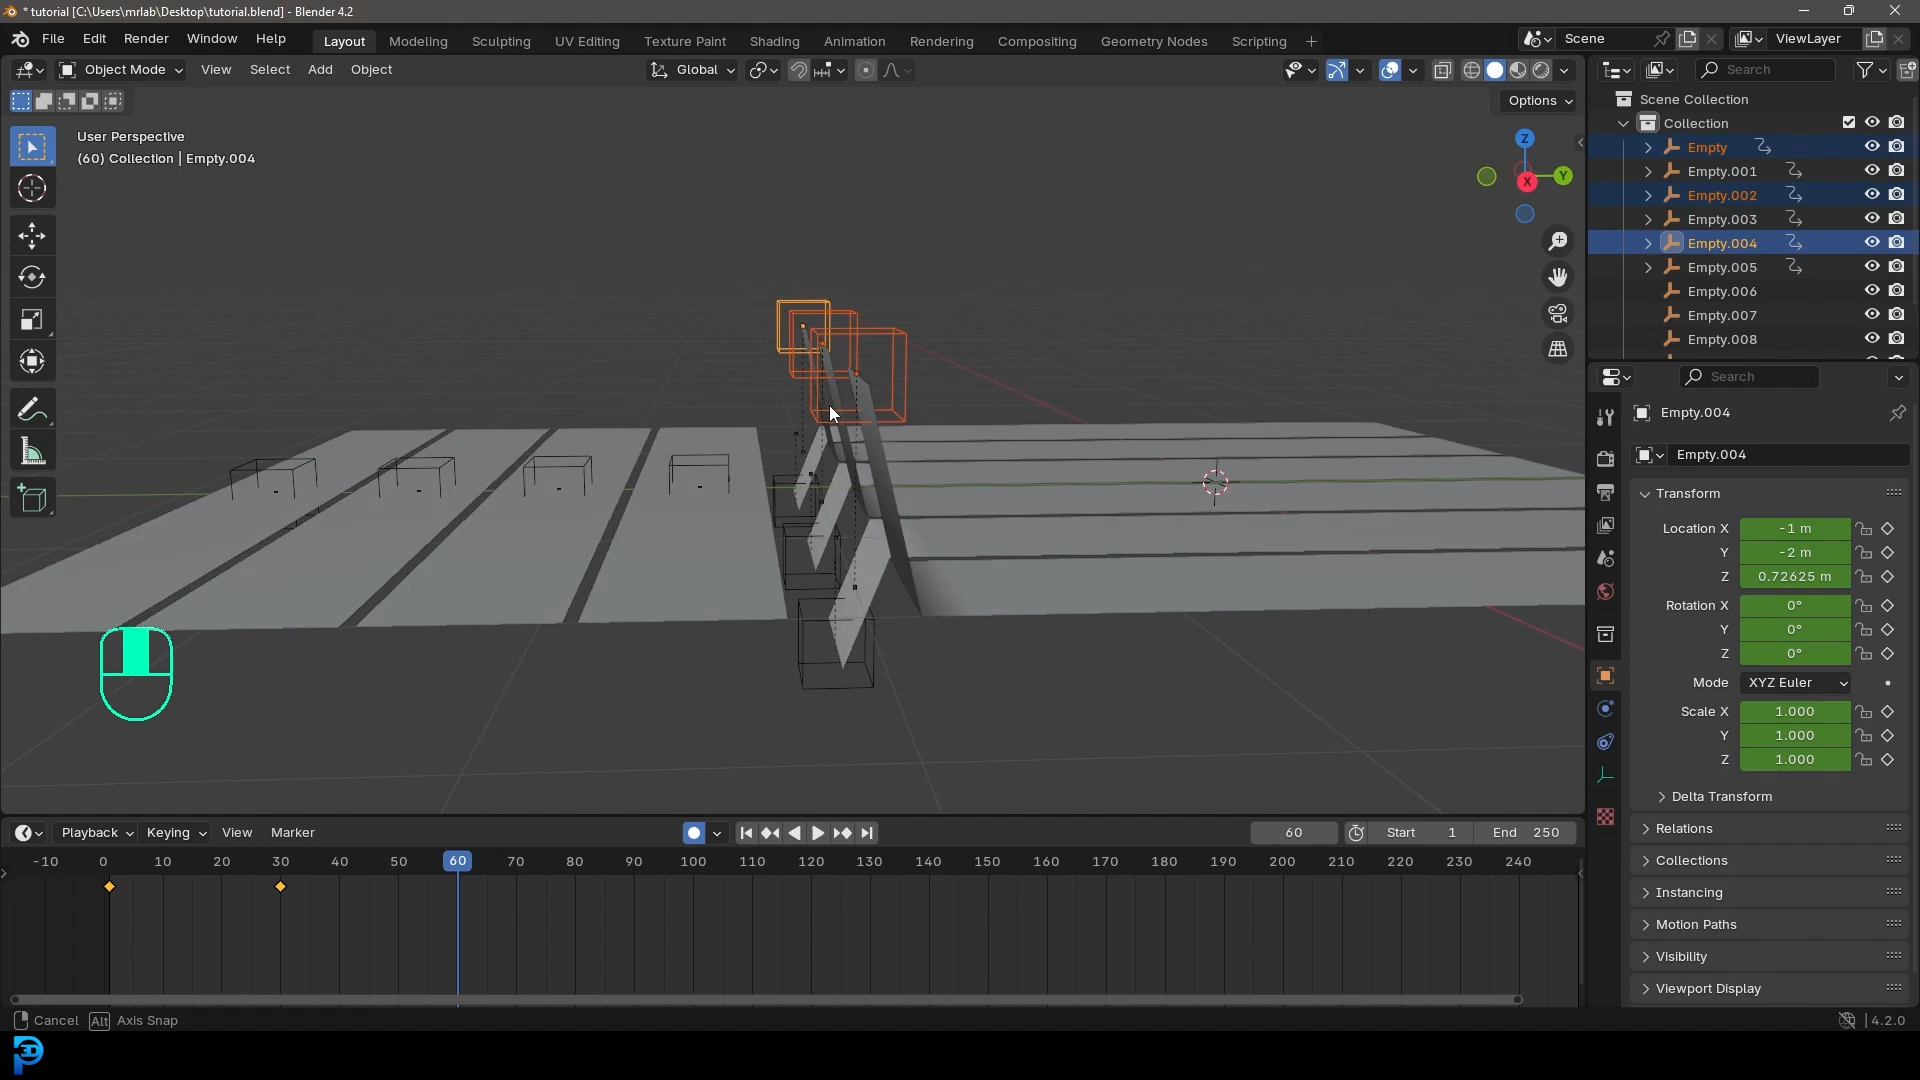 * tutorial [C:\Users\mrlab\Desktop\tutorial.blend] - Blender 4.2
File Edit Render Window Help Layout Modeling Sculpting UV Editing Texture Paint Shading Animation Rendering Compositing Geometry Nodes Scripting + Scene ViewLayer
Object Mode View Select Add Object Global Search
Options
Scene Collection
Collection
User Perspective
(60) Collection | Empty.004
Z
Y
X
Empty
Empty.001
Empty.002
Empty.003
Empty.004
Empty.005
Empty.006
Empty.007
Empty.008
Search
Empty.004
Empty.004
Transform
Location X -1 m
Y -2 m
Z 0.72625 m
Rotation X 0°
Y 0°
Z 0°
Mode XYZ Euler
Scale X 1.000
Y 1.000
Z 1.000
Delta Transform
Relations
Collections
Instancing
Motion Paths
Visibility
Viewport Display
Playback Keying View Marker 60 Start 1 End 250
-10 0 10 20 30 40 50 60 70 80 90 100 110 120 130 140 150 160 170 180 190 200 210 220 230 240
Cancel Alt Axis Snap 4.2.0